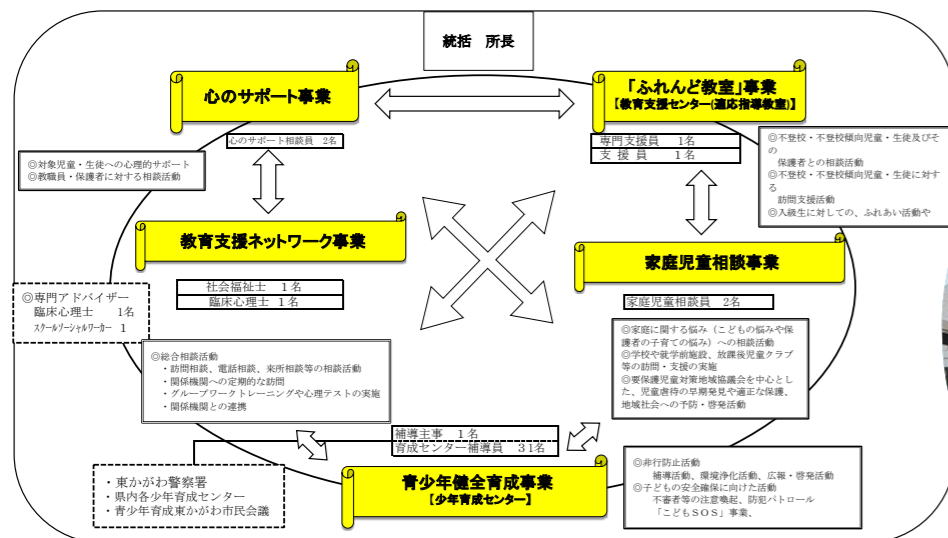 統括　所長
心のサポート事業
「ふれんど教室」事業
【教育支援センター(適応指導教室)】
心のサポート相談員　2名
専門支援員　　1名
支 援 員　　1名
◎対象児童・生徒への心理的サポート
◎教職員・保護者に対する相談活動
◎不登校・不登校傾向児童・生徒及びその
保護者との相談活動
◎不登校・不登校傾向児童・生徒に対する
訪問支援活動
◎入級生に対しての、ふれあい活動や
教育支援ネットワーク事業
家庭児童相談事業
社会福祉士　1名
臨床心理士　1名
家庭児童相談員　2名
◎専門アドバイザー
臨床心理士　　1名
スクールソーシャルワーカー　1
◎家庭に関する悩み（こどもの悩みや保
護者の子育ての悩み）への相談活動
◎学校や就学前施設、放課後児童クラブ
等の訪問・支援の実施
◎要保護児童対策地域協議会を中心とし
た、児童虐待の早期発見や適正な保護、
地域社会への予防・啓発活動
◎総合相談活動
・訪問相談、電話相談、来所相談等の相談活動
・関係機関への定期的な訪問
・グループワークトレーニングや心理テストの実施
・関係機関との連携
補導主事　1名
育成センター補導員　31名
・東かがわ警察署
・県内各少年育成センター
・青少年育成東かがわ市民会議
青少年健全育成事業
【少年育成センター】
◎非行防止活動
補導活動、環境浄化活動、広報・啓発活動
◎子どもの安全確保に向けた活動
不審者等の注意喚起、防犯パトロール
「こどもＳＯＳ」事業、